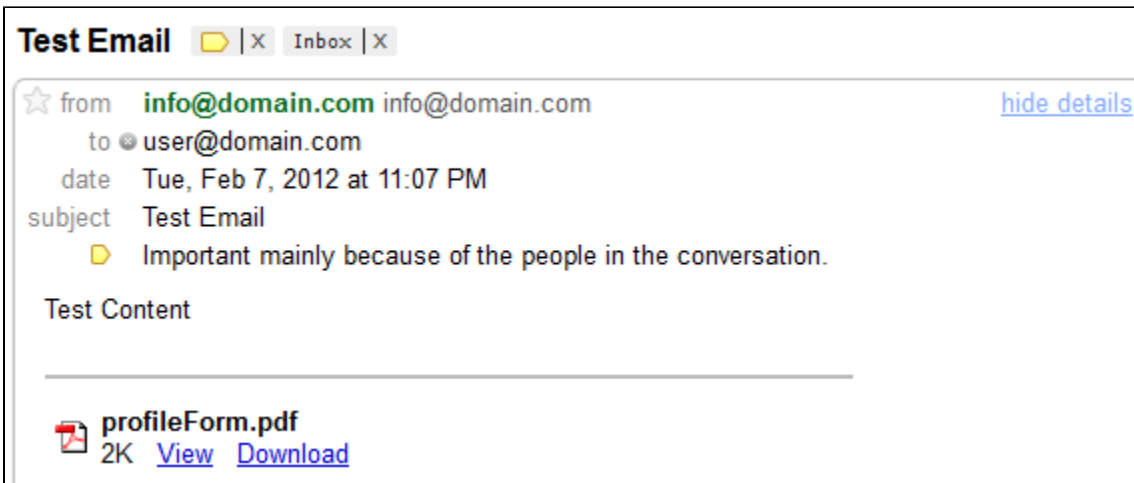 Test Email | X Inbox | X
from info@domain.com info@domain.com hide details
to user@domain.com
date Tue, Feb 7, 2012 at 11:07 PM
subject Test Email
Important mainly because of the people in the conversation.
Test Content
profileForm.pdf
2K View Download